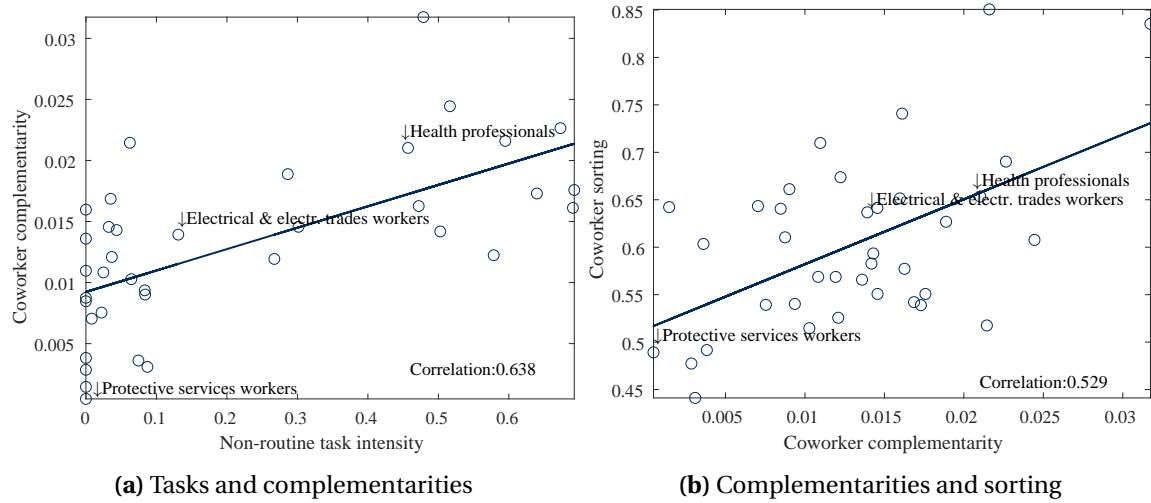 0.03
0.025
0.02
0.015
0.01
0.005
Coworker complementarity
↓Health professionals
↓Electrical & electr. trades workers
↓Protective services workers
Correlation:0.638
0 0.1 0.2 0.3 0.4 0.5 0.6
Non-routine task intensity
(a) Tasks and complementarities
0.85
0.8
0.75
0.7
0.65
0.6
0.55
0.5
0.45
Coworker sorting
↓Health professionals
↓Electrical & electr. trades workers
↓Protective services workers
Correlation:0.529
0.005 0.01 0.015 0.02 0.025 0.03
Coworker complementarity
(b) Complementarities and sorting